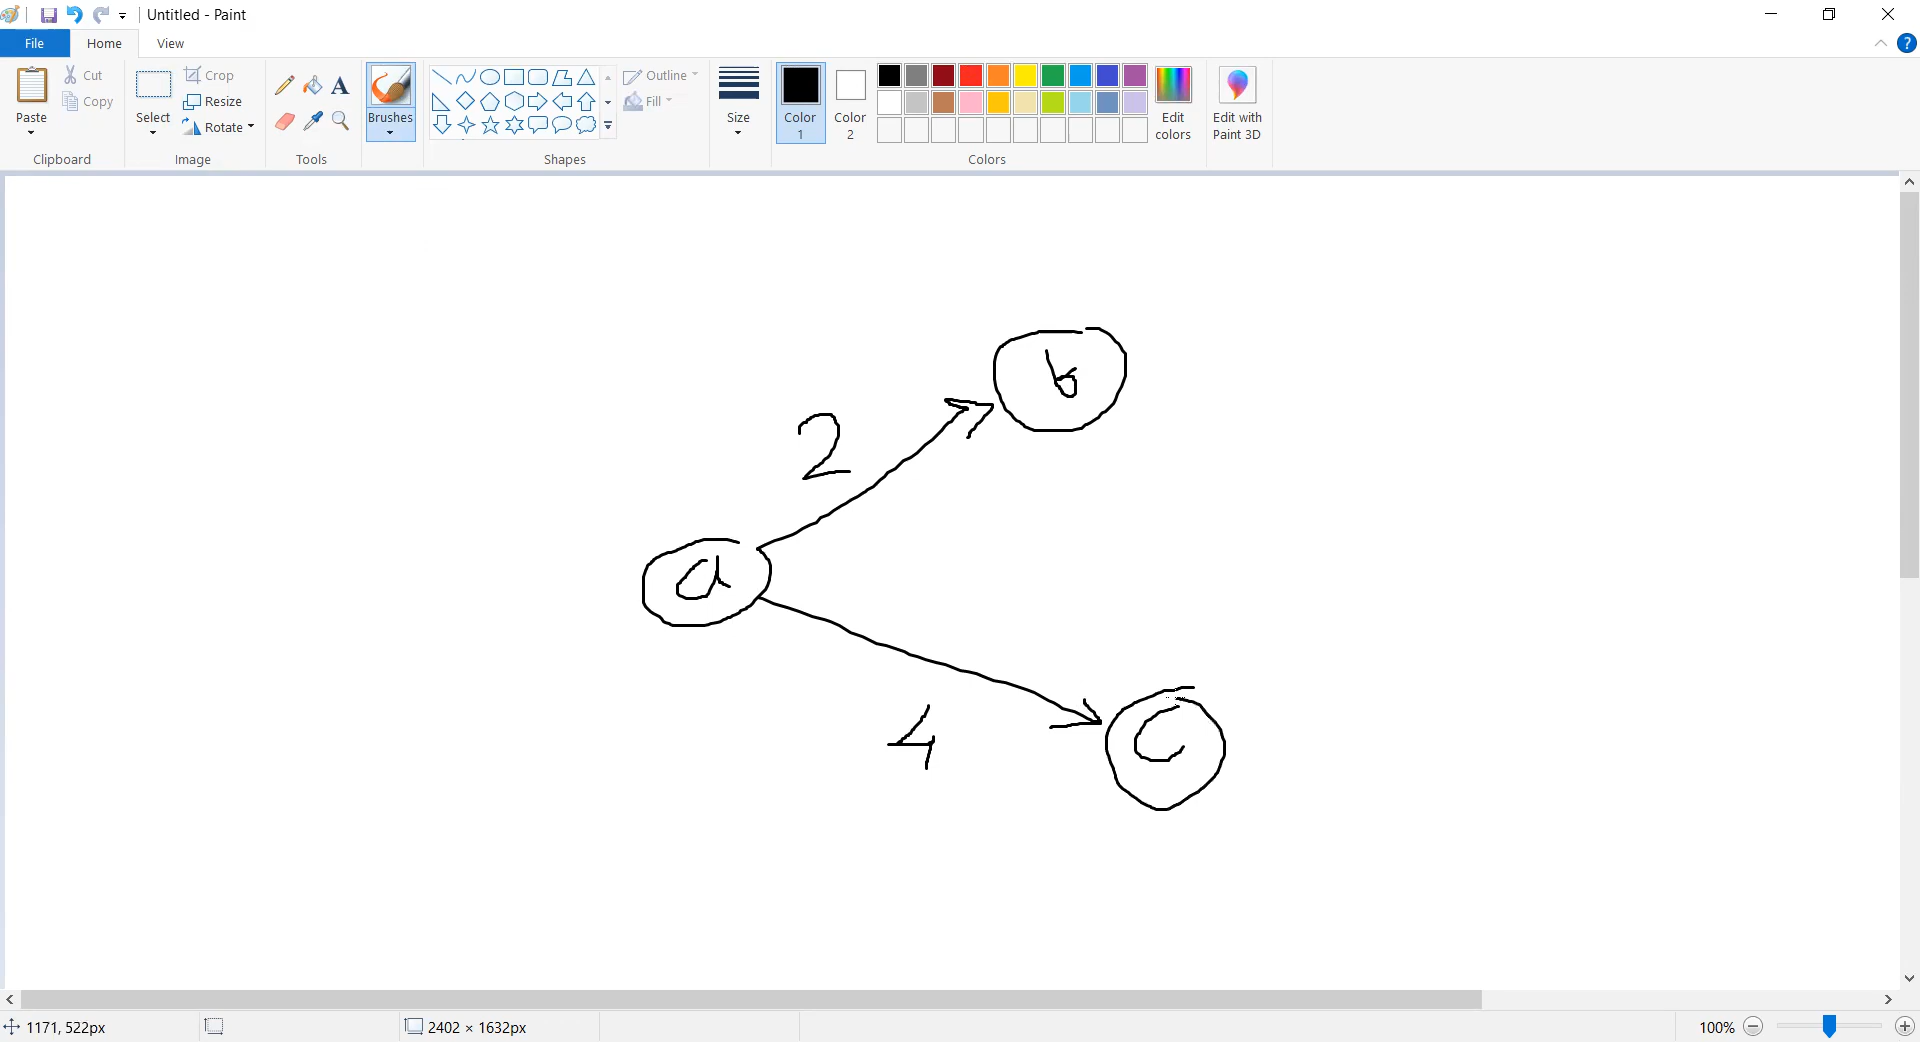 Untitled - Paint
File Home View
Paste
Cut
Copy
Clipboard
Select
Crop
Resize
Rotate
Image
A
Tools
Brushes
Outline
Fill
Shapes
Size
Color 1
Color 2
Edit colors
Colors
Edit with Paint 3D
?
b
2
a
4
c
1171, 522px
2402 × 1632px
100%